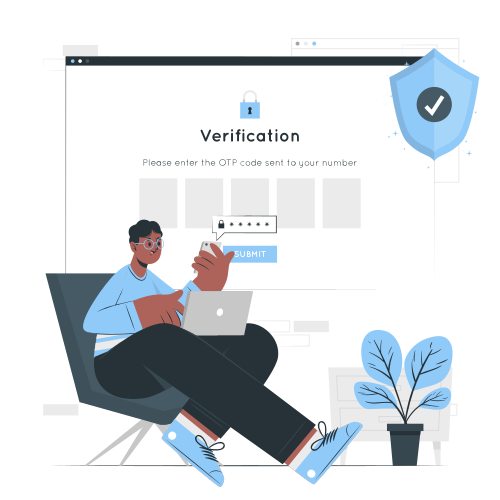 Verification
Please enter the OTP code sent to your number
* * * * * *
SUBMIT